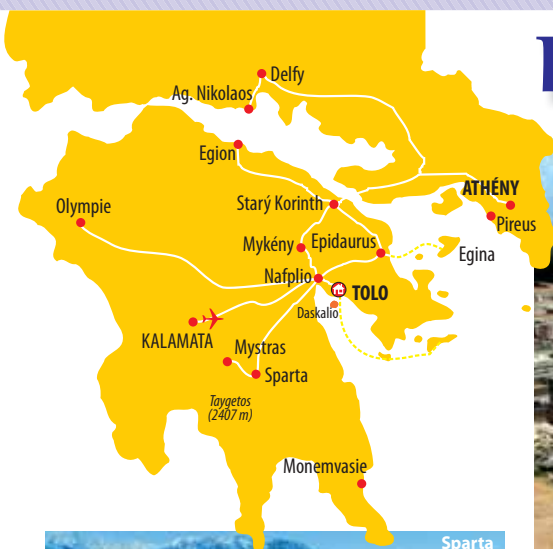 Delfy
Ag. Nikolaos
Egion
ATHÉNY
Olympie
Starý Korinth
Pireus
Mykény
Epidaurus
Egina
Nafplio
TOLO
Daskalio
KALAMATA
Mystras
Sparta
Taygetos
(2407 m)
Monemvasie
Sparta